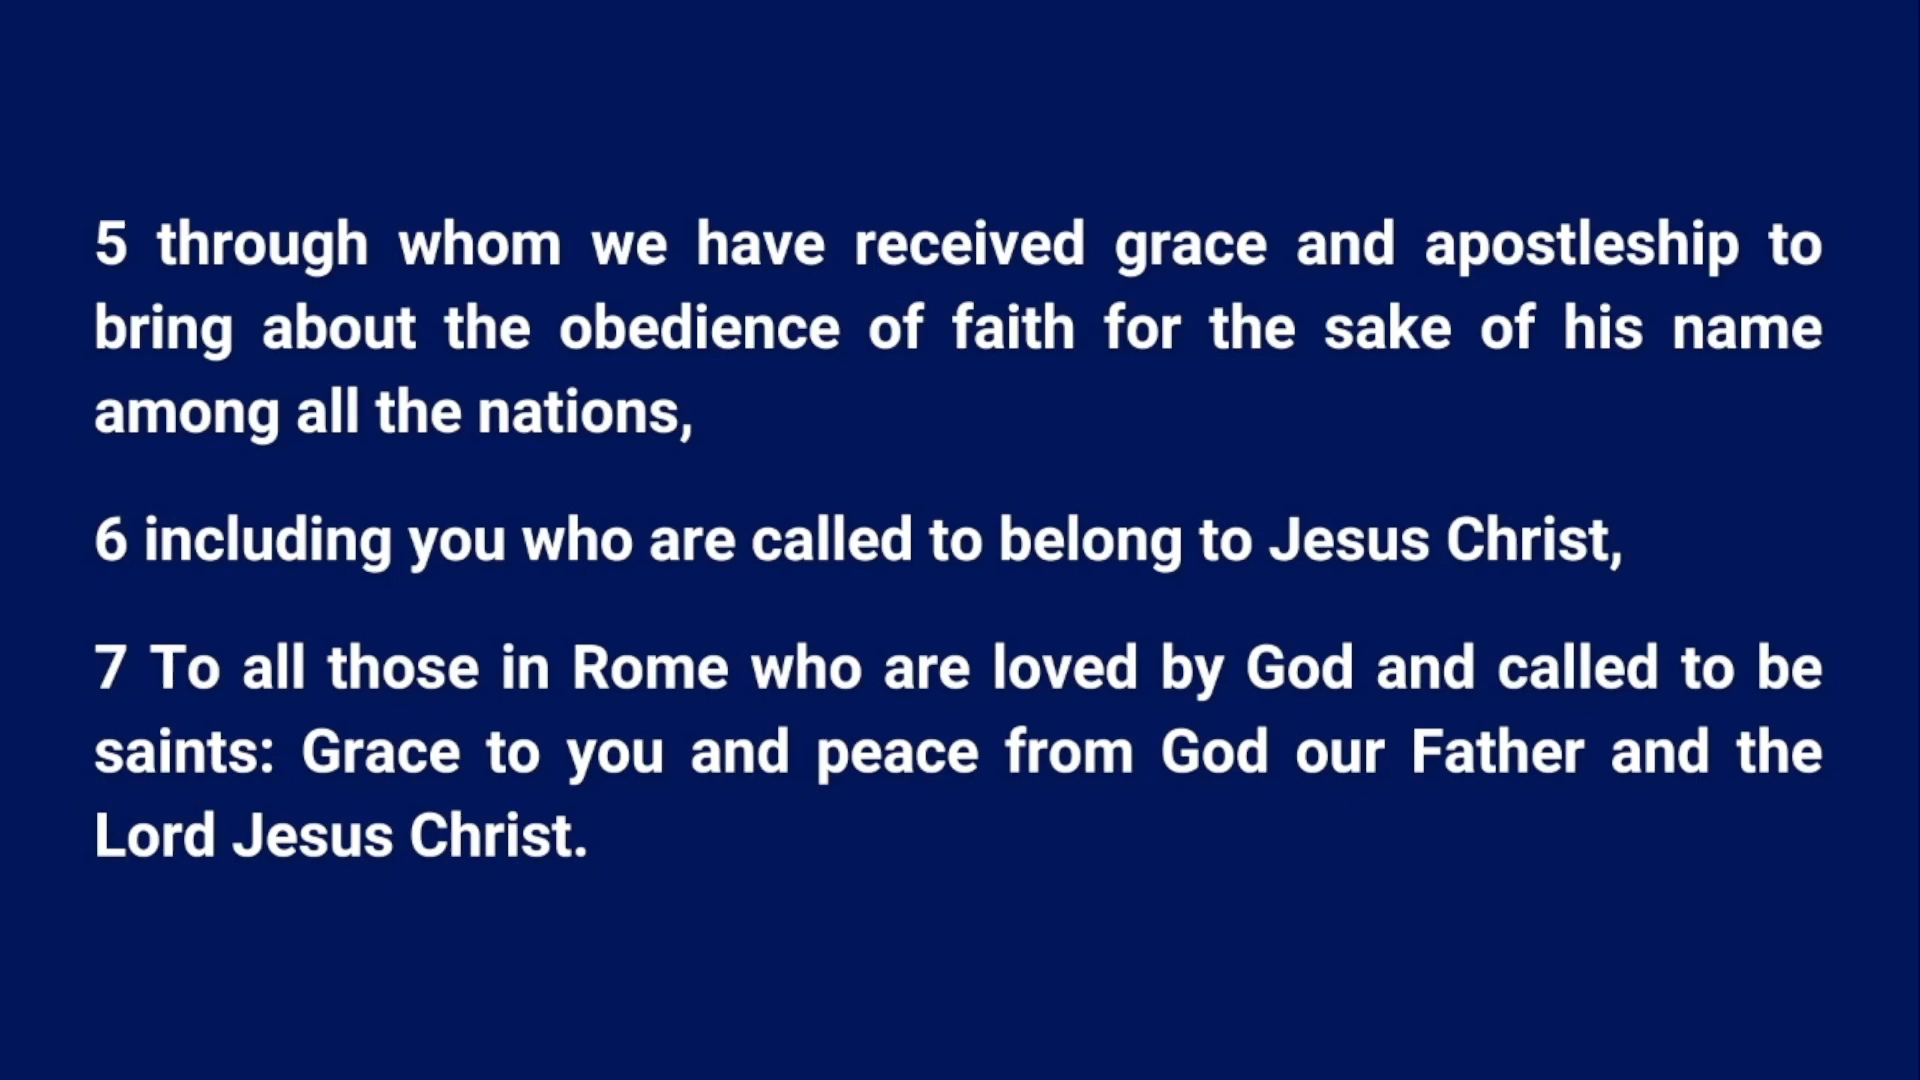 5 through whom we have received grace and apostleship to
bring about the obedience of faith for the sake of his name
among all the nations,
6 including you who are called to belong to Jesus Christ,
7 To all those in Rome who are loved by God and called to be
saints: Grace to you and peace from God our Father and the
Lord Jesus Christ.